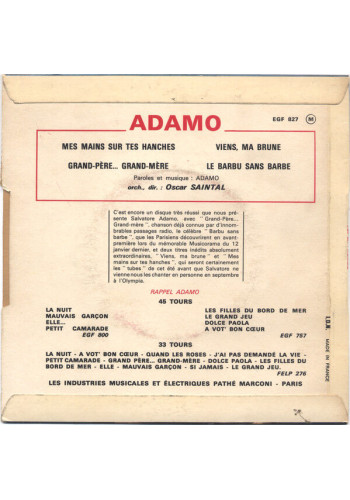 EGF 827 M
ADAMO
MES MAINS SUR TES HANCHES VIENS, MA BRUNE
GRAND-PÈRE... GRAND-MÈRE LE BARBU SANS BARBE
Paroles et musique : ADAMO
orch., dir. : Oscar SAINTAL
C'est encore un disque très réussi que nous pré-
sente Salvatore Adamo, avec "Grand-Père...
Grand-mère", chanson déjà connue par d'innom-
brables passages radio, le célèbre "Barbu sans
barbe", que les Parisiens découvrirent en avant-
première lors du mémorable Musicorama du 12
janvier dernier, et deux titres inédits absolument
extraordinaires, "Viens, ma brune" et "Mes
mains sur tes hanches", qui seront certainement
les "tubes" de cet été avant que Salvatore ne
vienne nous les chanter en personne en septembre
à l'Olympia.
RAPPEL ADAMO
45 TOURS
LA NUIT LES FILLES DU BORD DE MER
MAUVAIS GARÇON LE GRAND JEU
ELLE... DOLCE PAOLA
PETIT CAMARADE A VOT' BON CŒUR
EGF 800 EGF 757
33 TOURS
LA NUIT - A VOT' BON CŒUR - QUAND LES ROSES - J'AI PAS DEMANDÉ LA VIE -
PETIT CAMARADE - GRAND PÈRE... GRAND-MÈRE - DOLCE PAOLA - LES FILLES DU
BORD DE MER - ELLE - MAUVAIS GARÇON - SI JAMAIS - LE GRAND JEU.
FELP 276
LES INDUSTRIES MUSICALES ET ÉLECTRIQUES PATHÉ MARCONI - PARIS
MADE IN FRANCE